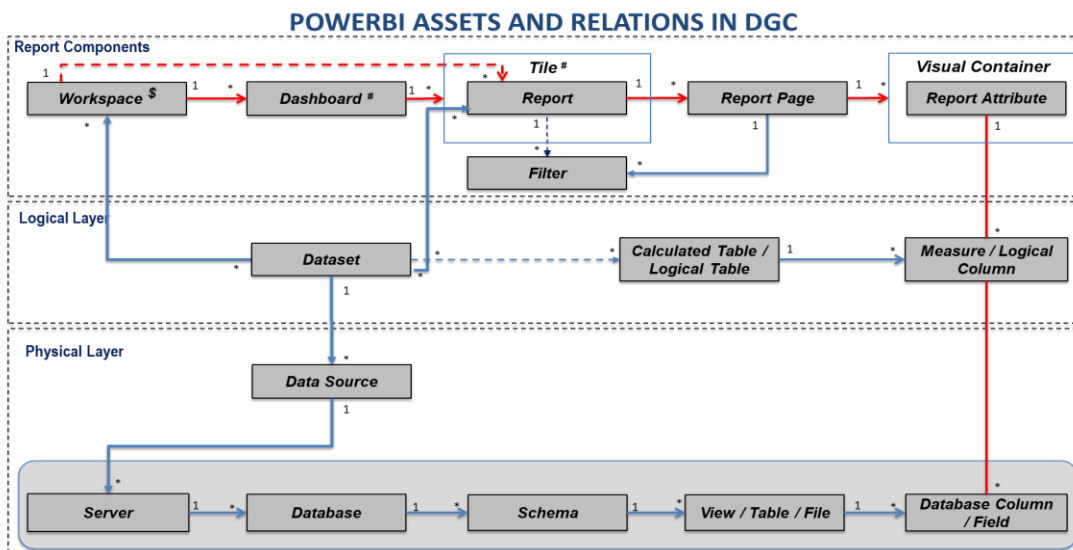 POWERBI ASSETS AND RELATIONS IN DGC
Report Components
1
Workspace $
1
*
Dashboard #
1
*
Tile #
*
Report
*
1
*
1
*
Report Page
1
*
1
Visual Container
Report Attribute
1
*
Filter
*
Logical Layer
*
Dataset
*
*
1
*
Calculated Table /
Logical Table
1
*
*
Measure / Logical
Column
Physical Layer
*
Data Source
1
*
Server
1
*
Database
1
*
Schema
1
*
View / Table / File
1
*
*
Database Column
/ Field